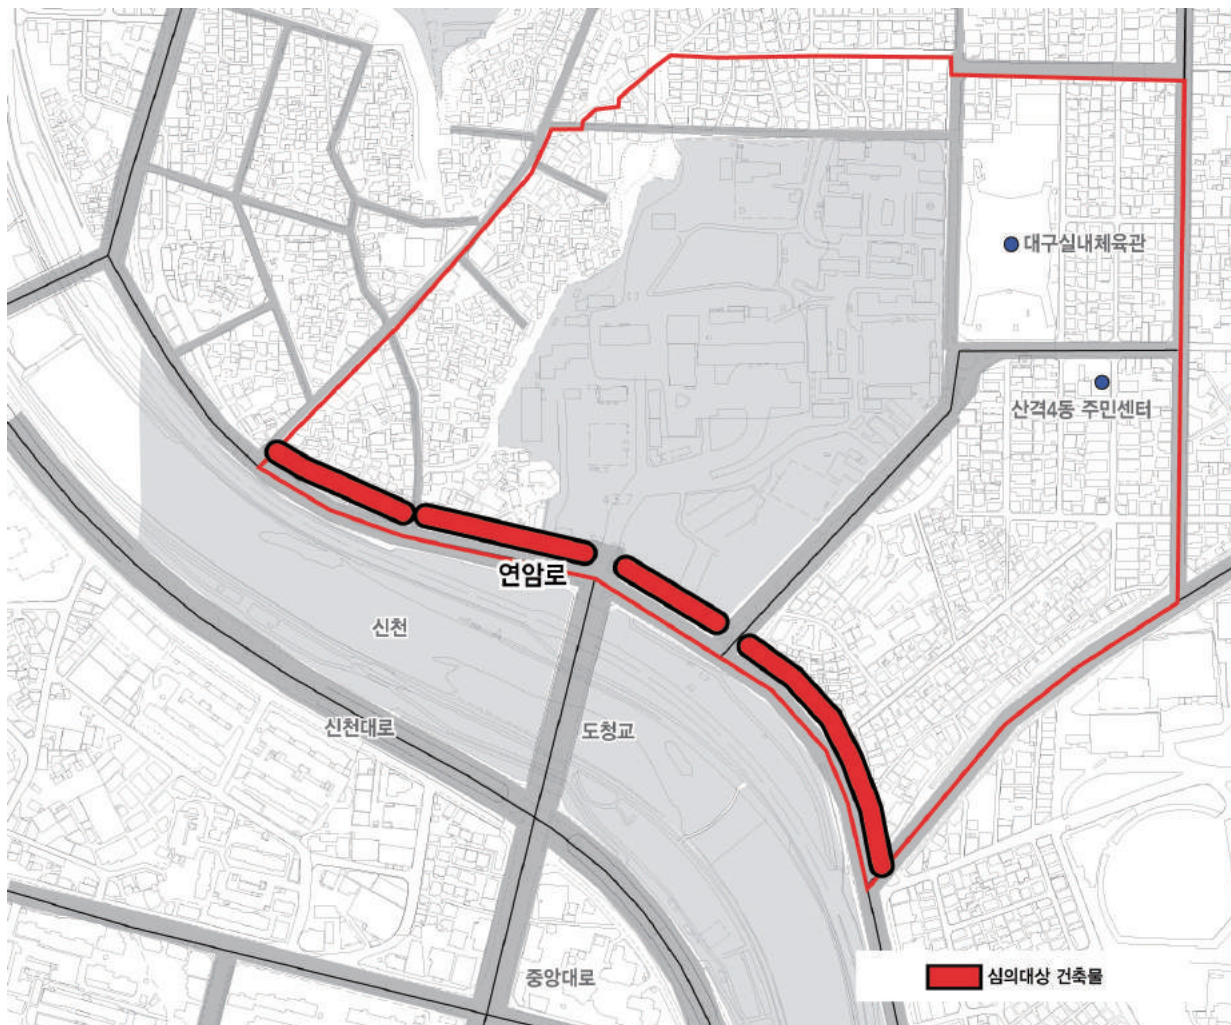 대구실내체육관
산격4동 주민센터
연암로
신천
신천대로
도청교
중앙대로
심의대상 건축물